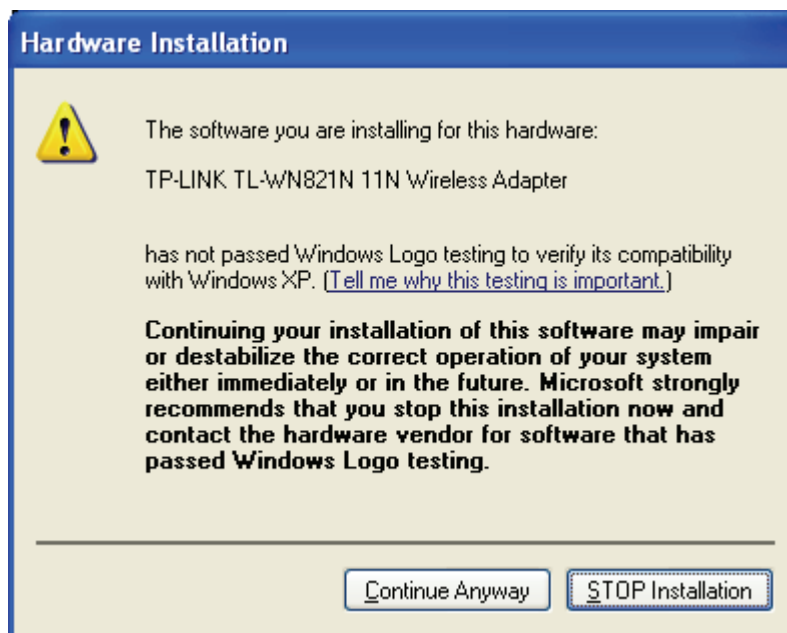 Hardware Installation
The software you are installing for this hardware:
TP-LINK TL-WN821N 11N Wireless Adapter
has not passed Windows Logo testing to verify its compatibility
with Windows XP. (Tell me why this testing is important.)
Continuing your installation of this software may impair
or destabilize the correct operation of your system
either immediately or in the future. Microsoft strongly
recommends that you stop this installation now and
contact the hardware vendor for software that has
passed Windows Logo testing.
Continue Anyway
STOP Installation